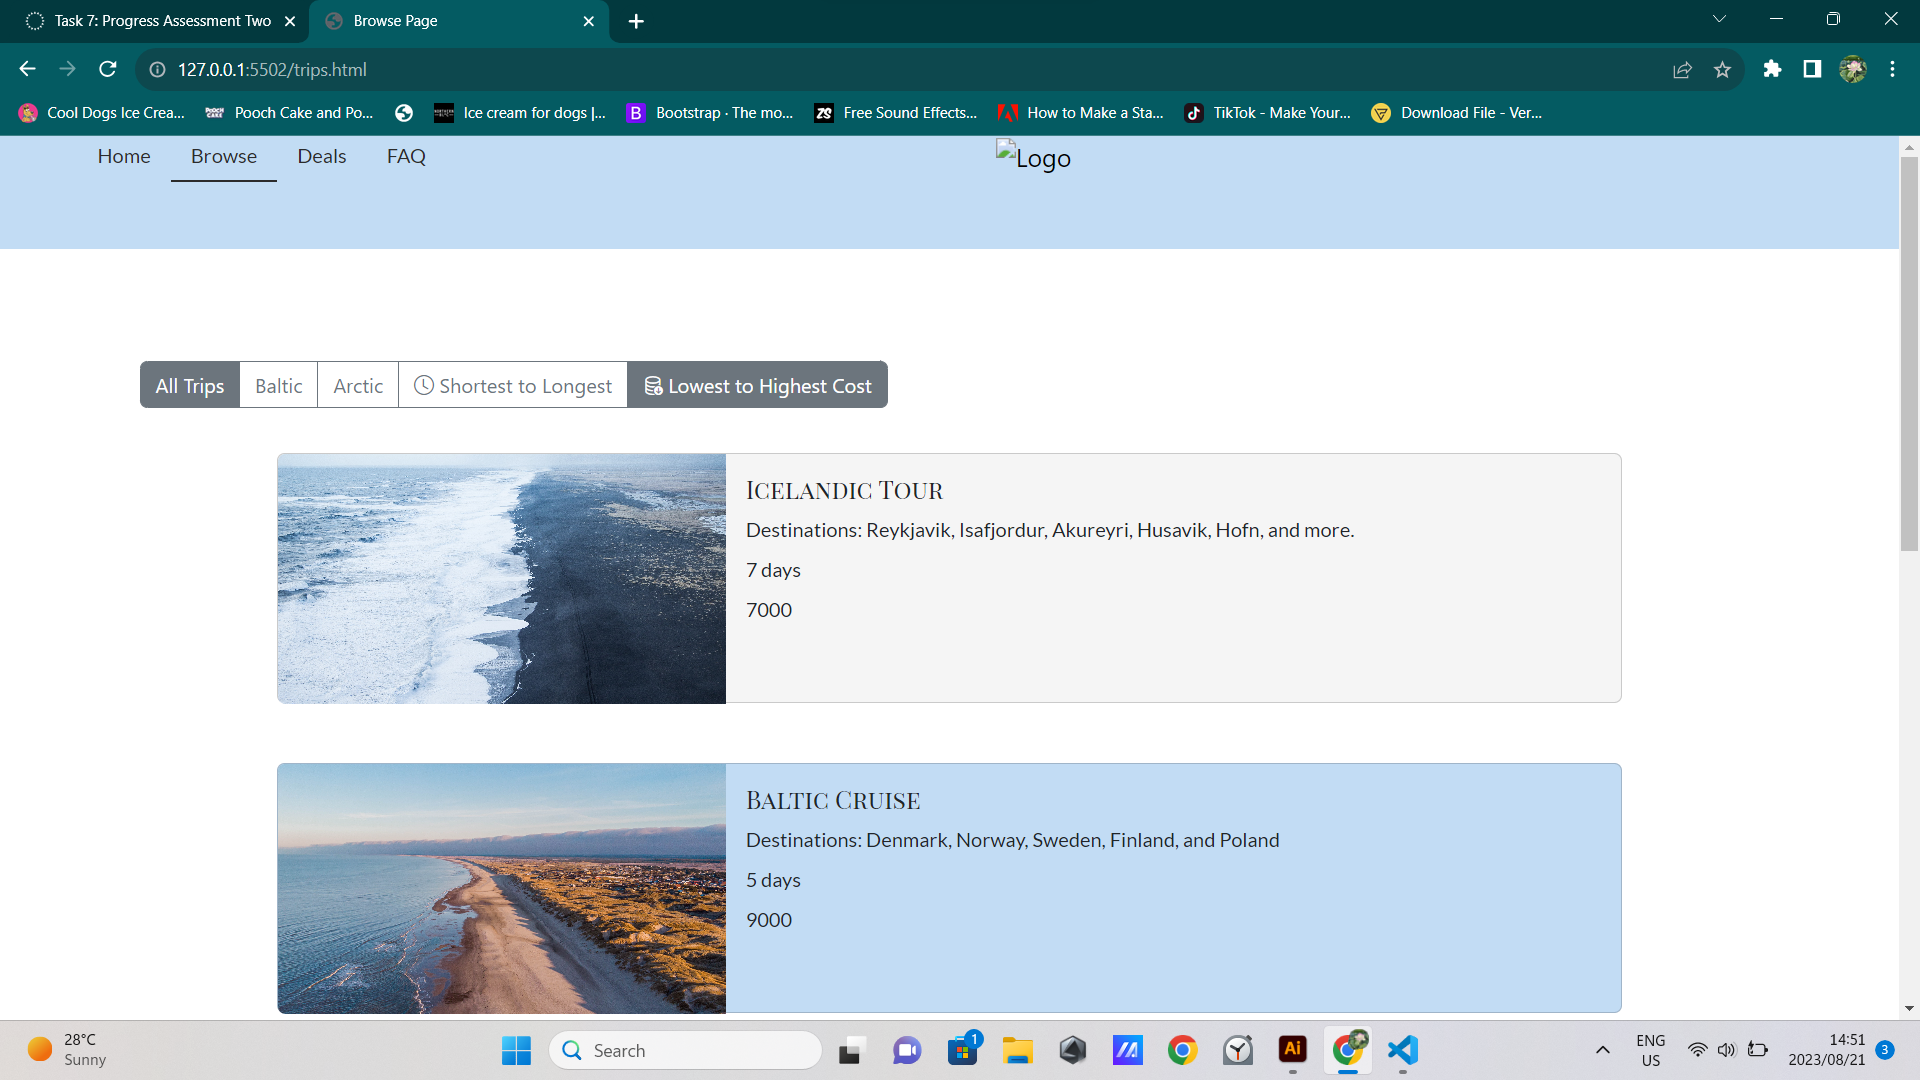 Task 7: Progress Assessment Two
Browse Page
127.0.0.1:5502/trips.html
Cool Dogs Ice Crea...
Pooch Cake and Po...
Ice cream for dogs |...
Bootstrap · The mo...
Free Sound Effects...
How to Make a Sta...
TikTok - Make Your...
Download File - Ver...
Home
Browse
Deals
FAQ
Logo
All Trips
Baltic
Arctic
Shortest to Longest
Lowest to Highest Cost
Icelandic Tour
Destinations: Reykjavik, Isafjordur, Akureyri, Husavik, Hofn, and more.
7 days
7000
Baltic Cruise
Destinations: Denmark, Norway, Sweden, Finland, and Poland
5 days
9000
28°C
Sunny
Search
1
Ai
ENG
US
14:51
2023/08/21
3